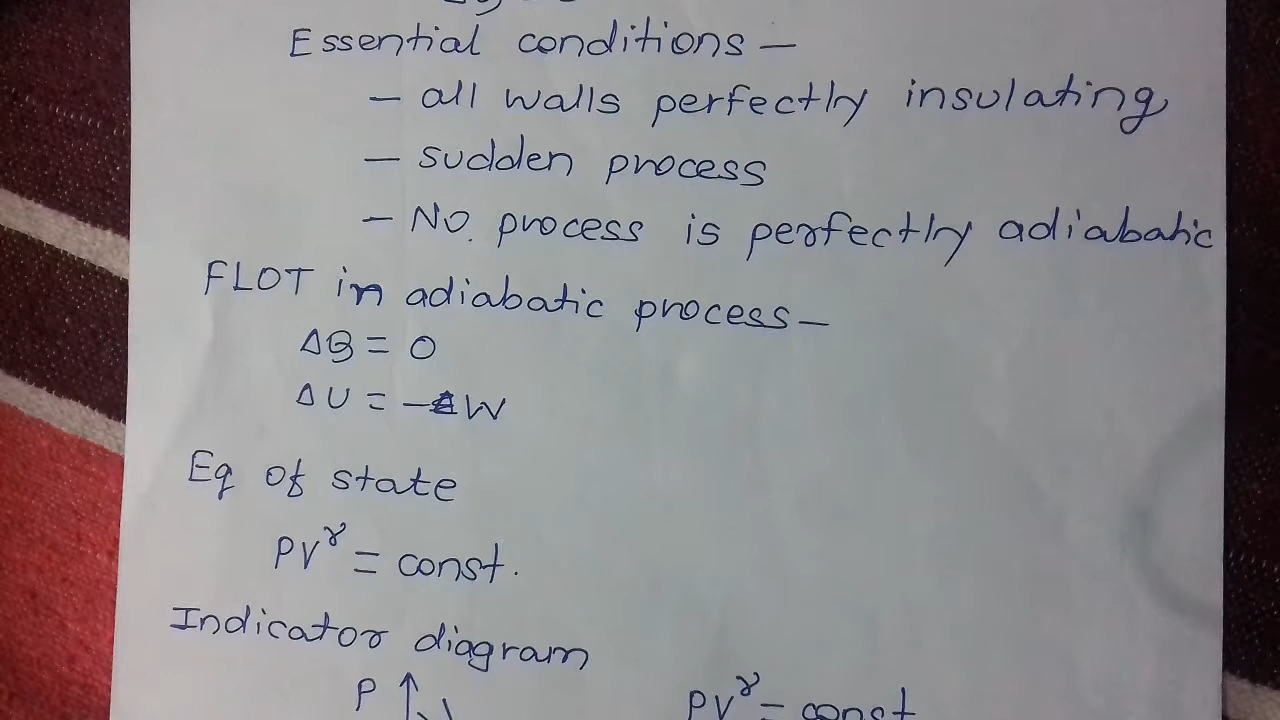 Essential conditions —
— all walls perfectly insulating
— sudden process
— No. process is perfectly adiabatic
FLOT in adiabatic process —
ΔQ = 0
ΔU = - W
Eq of state
PV^γ = const.
Indicator diagram
P
PV^γ = const